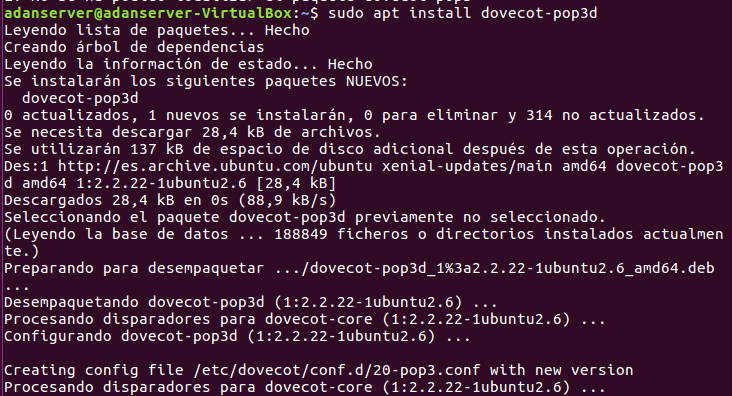 adanserver@adanserver-VirtualBox:~$ sudo apt install dovecot-pop3d
Leyendo lista de paquetes... Hecho
Creando árbol de dependencias
Leyendo la información de estado... Hecho
Se instalarán los siguientes paquetes NUEVOS:
  dovecot-pop3d
0 actualizados, 1 nuevos se instalarán, 0 para eliminar y 314 no actualizados.
Se necesita descargar 28,4 kB de archivos.
Se utilizarán 137 kB de espacio de disco adicional después de esta operación.
Des:1 http://es.archive.ubuntu.com/ubuntu xenial-updates/main amd64 dovecot-pop3
d amd64 1:2.2.22-1ubuntu2.6 [28,4 kB]
Descargados 28,4 kB en 0s (88,9 kB/s)
Seleccionando el paquete dovecot-pop3d previamente no seleccionado.
(Leyendo la base de datos ... 188849 ficheros o directorios instalados actualmen
te.)
Preparando para desempaquetar .../dovecot-pop3d_1%3a2.2.22-1ubuntu2.6_amd64.deb
...
Desempaquetando dovecot-pop3d (1:2.2.22-1ubuntu2.6) ...
Procesando disparadores para dovecot-core (1:2.2.22-1ubuntu2.6) ...
Configurando dovecot-pop3d (1:2.2.22-1ubuntu2.6) ...

Creating config file /etc/dovecot/conf.d/20-pop3.conf with new version
Procesando disparadores para dovecot-core (1:2.2.22-1ubuntu2.6) ...